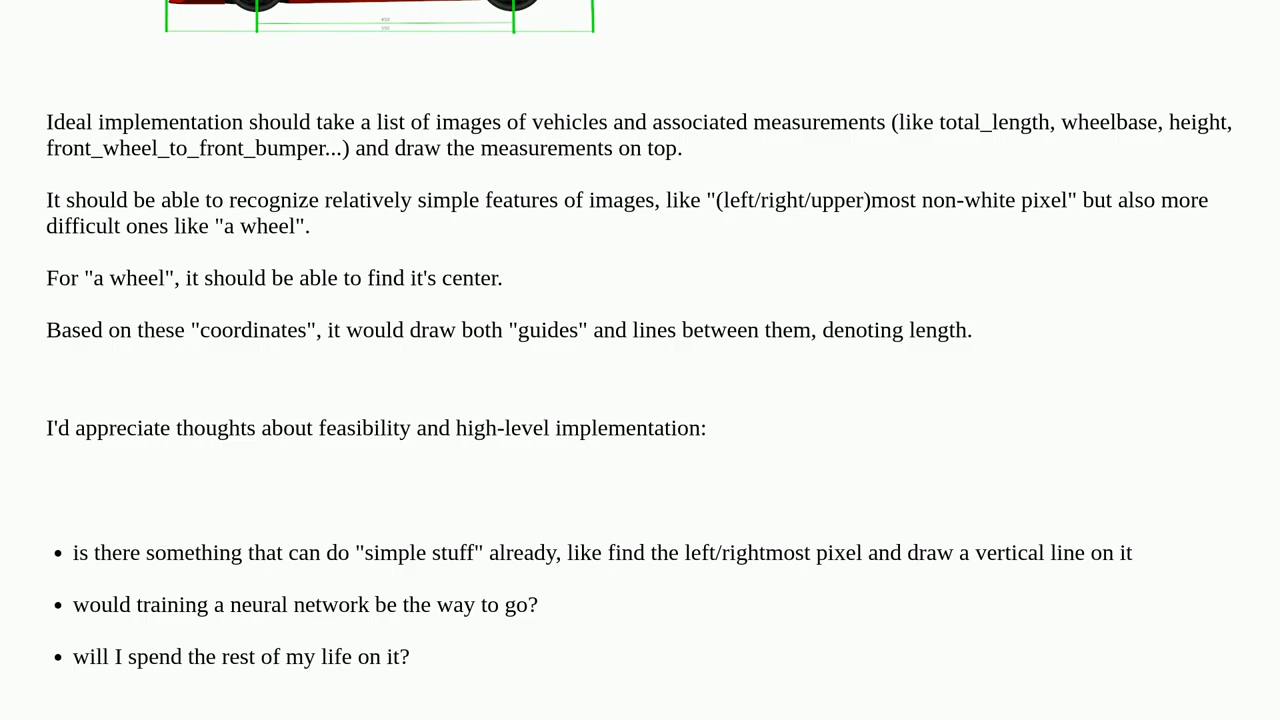 Ideal implementation should take a list of images of vehicles and associated measurements (like total_length, wheelbase, height,
front_wheel_to_front_bumper...) and draw the measurements on top.
It should be able to recognize relatively simple features of images, like "(left/right/upper)most non-white pixel" but also more
difficult ones like "a wheel".
For "a wheel", it should be able to find it's center.
Based on these "coordinates", it would draw both "guides" and lines between them, denoting length.
I'd appreciate thoughts about feasibility and high-level implementation:
• is there something that can do "simple stuff" already, like find the left/rightmost pixel and draw a vertical line on it
• would training a neural network be the way to go?
• will I spend the rest of my life on it?